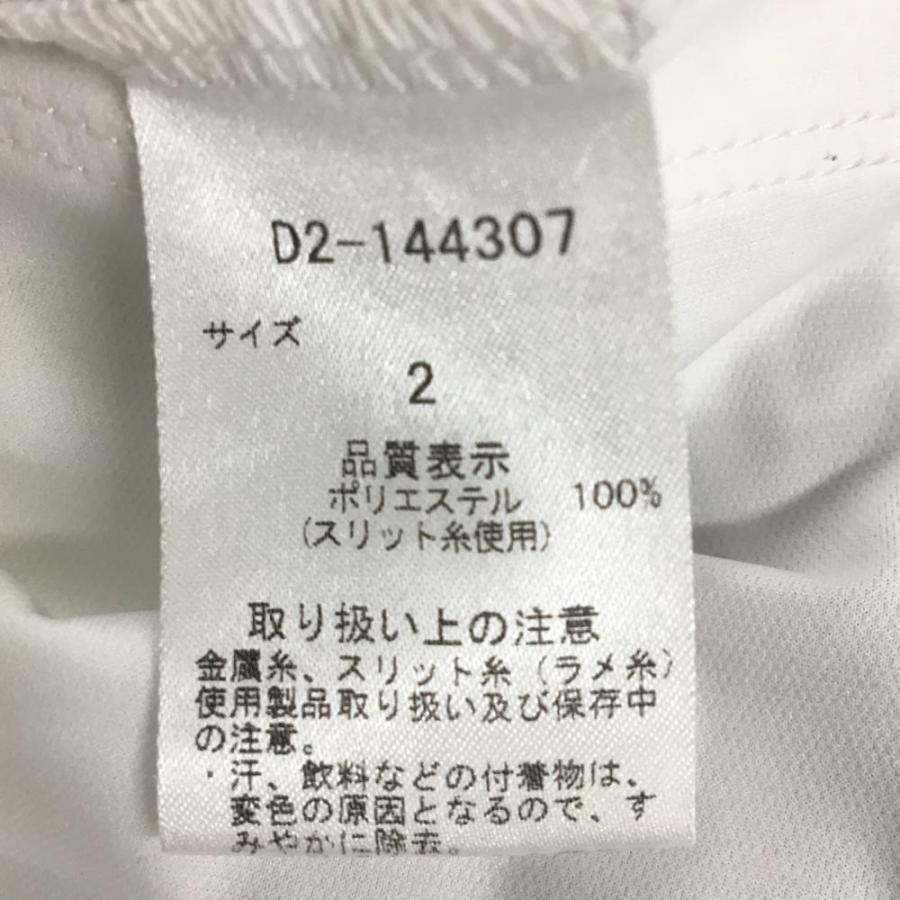 D2-144307
サイズ
2
品質表示
ポリエステル 100%
(スリット糸使用)
取り扱い上の注意
金属糸、スリット糸(ラメ糸)
使用製品取り扱い及び保存中
の注意。
・汗、飲料などの付着物は、
変色の原因となるので、す
みやかに除去。